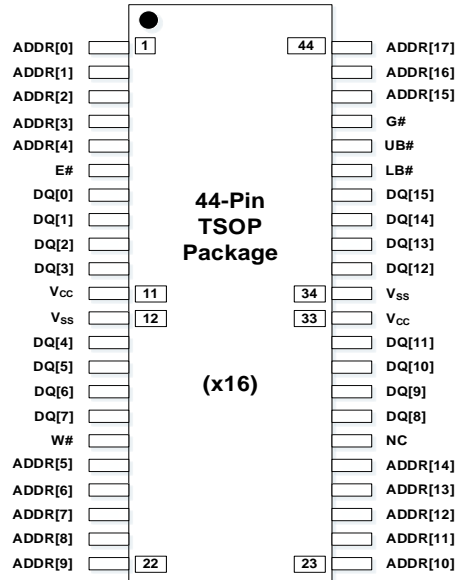 ADDR[0] 1 44 ADDR[17]
ADDR[1] ADDR[16]
ADDR[2] ADDR[15]
ADDR[3] G#
ADDR[4] UB#
E# LB#
DQ[0] DQ[15]
DQ[1] DQ[14]
DQ[2] DQ[13]
DQ[3] DQ[12]
VCC 11 34 VSS
VSS 12 33 VCC
DQ[4] DQ[11]
DQ[5] DQ[10]
DQ[6] DQ[9]
DQ[7] DQ[8]
W# NC
ADDR[5] ADDR[14]
ADDR[6] ADDR[13]
ADDR[7] ADDR[12]
ADDR[8] ADDR[11]
ADDR[9] 22 23 ADDR[10]
44-Pin
TSOP
Package
(x16)